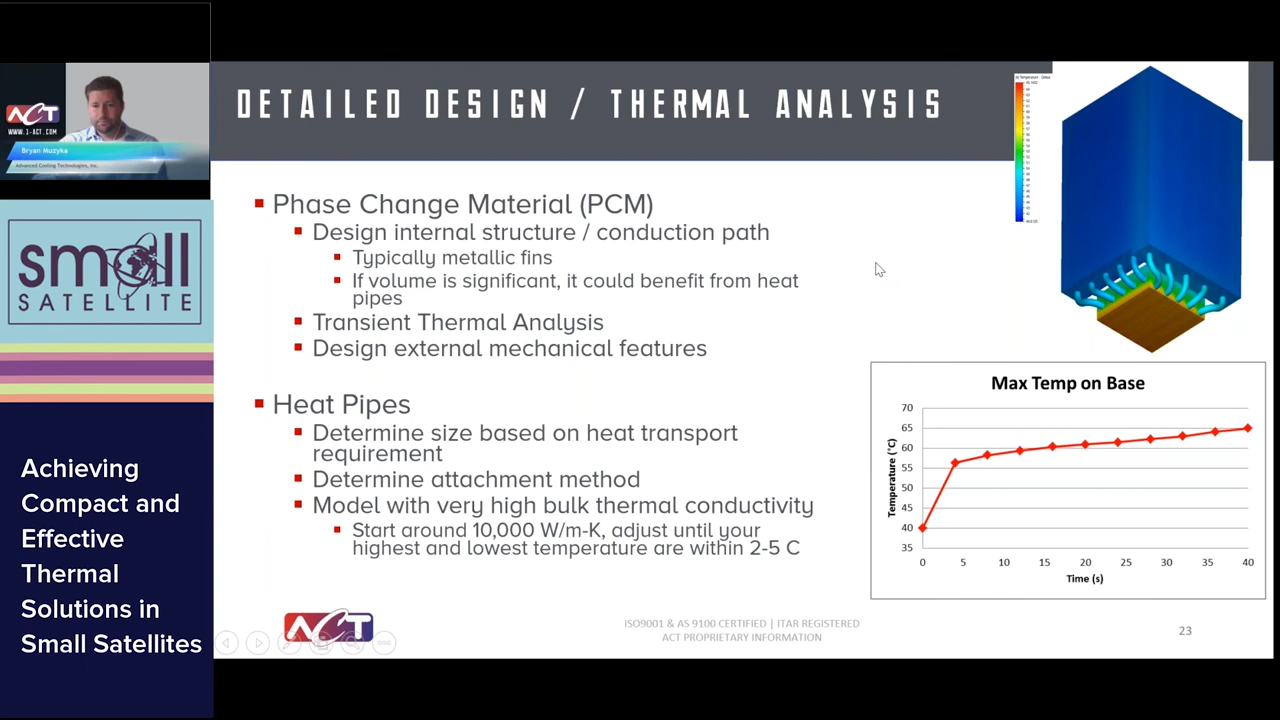 DETAILED DESIGN / THERMAL ANALYSIS
ACT
WWW.1-ACT.COM
Bryan Muzyka
Advanced Cooling Technologies, Inc.
small
SATELLITE
Achieving
Compact and
Effective
Thermal
Solutions in
Small Satellites
Phase Change Material (PCM)
Design internal structure / conduction path
Typically metallic fins
If volume is significant, it could benefit from heat
pipes
Transient Thermal Analysis
Design external mechanical features
Heat Pipes
Determine size based on heat transport
requirement
Determine attachment method
Model with very high bulk thermal conductivity
Start around 10,000 W/m-K, adjust until your
highest and lowest temperature are within 2-5 C
Max Temp on Base
Temperature (°C)
70
65
60
55
50
45
40
35
0 5 10 15 20 25 30 35 40
Time (s)
ACT
ISO9001 & AS 9100 CERTIFIED | ITAR REGISTERED
ACT PROPRIETARY INFORMATION
23